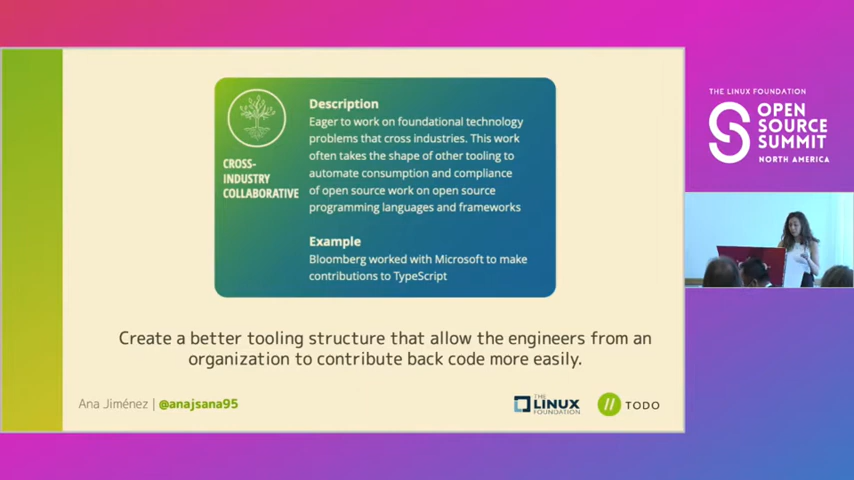 CROSS-
INDUSTRY
COLLABORATIVE
Description
Eager to work on foundational technology
problems that cross industries. This work
often takes the shape of other tooling to
automate consumption and compliance
of open source work on open source
programming languages and frameworks
Example
Bloomberg worked with Microsoft to make
contributions to TypeScript
Create a better tooling structure that allow the engineers from an
organization to contribute back code more easily.
Ana Jiménez | @anajsana95
THE
LINUX
FOUNDATION
// TODO
THE LINUX FOUNDATION
OPEN
SOURCE
SUMMIT
NORTH AMERICA